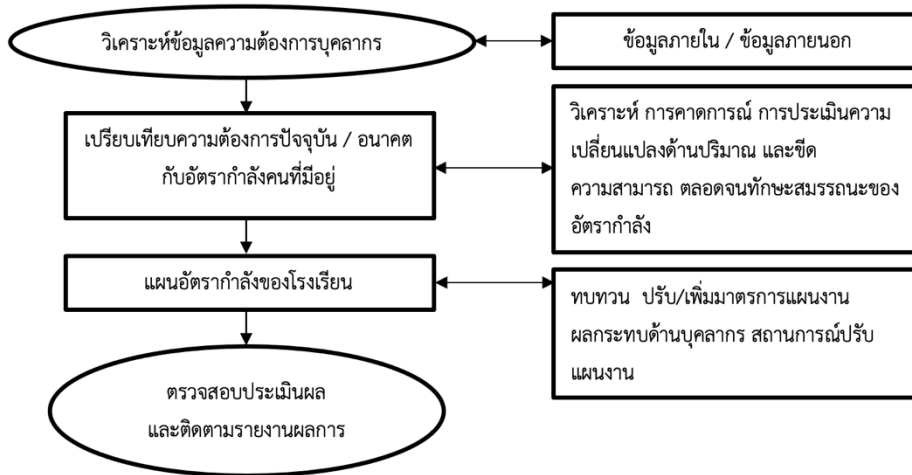 วิเคราะห์ข้อมูลความต้องการบุคลากร
ข้อมูลภายใน / ข้อมูลภายนอก
เปรียบเทียบความต้องการปัจจุบัน / อนาคต
กับอัตรากำลังคนที่มีอยู่
วิเคราะห์ การคาดการณ์ การประเมินความ
เปลี่ยนแปลงด้านปริมาณ และขีด
ความสามารถ ตลอดจนทักษะสมรรถนะของ
อัตรากำลัง
แผนอัตรากำลังของโรงเรียน
ทบทวน ปรับ/เพิ่มมาตรการแผนงาน
ผลกระทบด้านบุคลากร สถานการณ์ปรับ
แผนงาน
ตรวจสอบประเมินผล
และติดตามรายงานผลการ